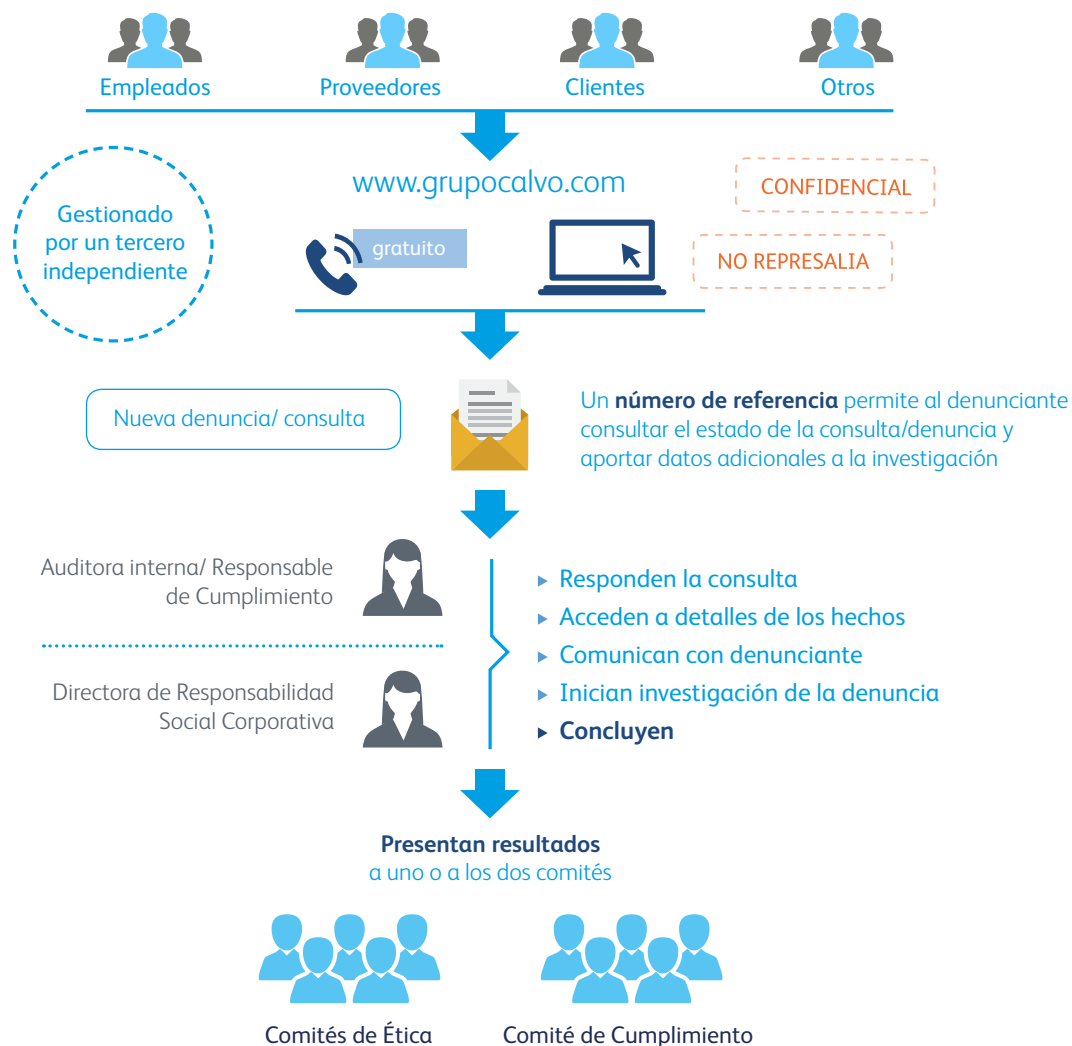 Empleados
Proveedores
Clientes
Otros
Gestionado
por un tercero
independiente
www.grupocalvo.com
gratuito
CONFIDENCIAL
NO REPRESALIA
Nueva denuncia/ consulta
Un número de referencia permite al denunciante
consultar el estado de la consulta/denuncia y
aportar datos adicionales a la investigación
Auditora interna/ Responsable
de Cumplimiento
Directora de Responsabilidad
Social Corporativa
Responden la consulta
Acceden a detalles de los hechos
Comunican con denunciante
Inician investigación de la denuncia
Concluyen
Presentan resultados
a uno o a los dos comités
Comités de Ética
Comité de Cumplimiento